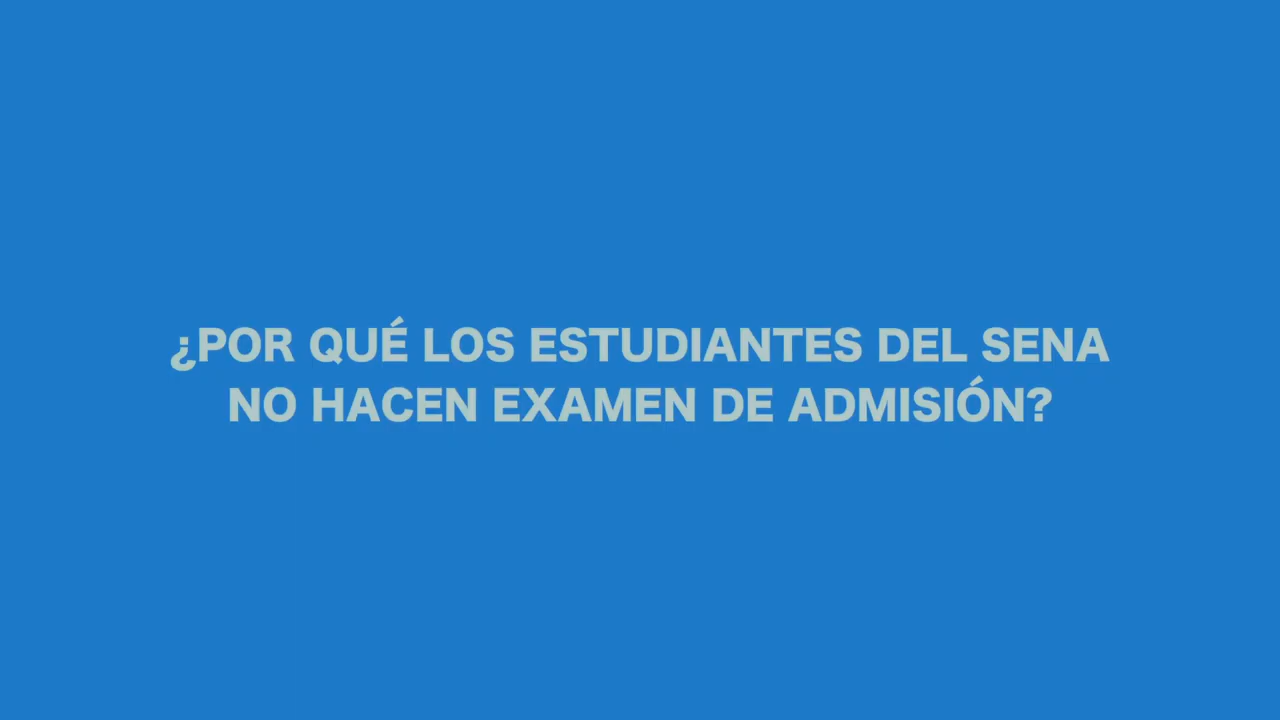 ¿POR QUÉ LOS ESTUDIANTES DEL SENA
NO HACEN EXAMEN DE ADMISIÓN?